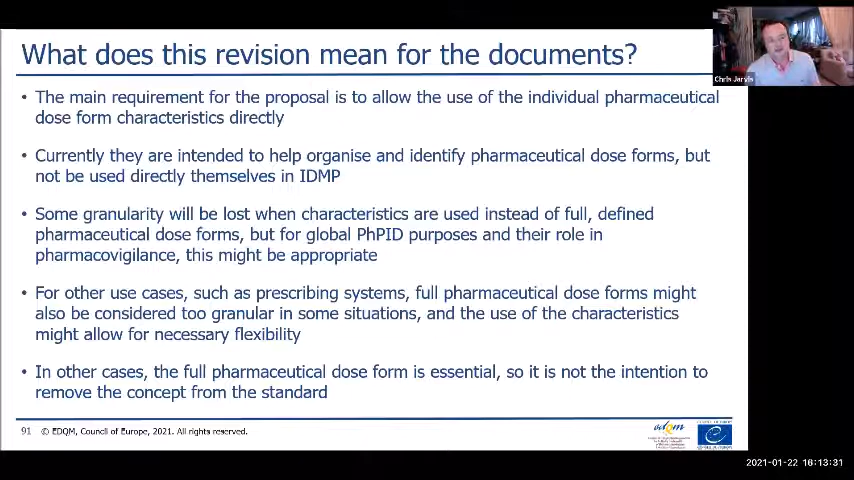 What does this revision mean for the documents?
Chris Jarvis
• The main requirement for the proposal is to allow the use of the individual pharmaceutical
dose form characteristics directly
• Currently they are intended to help organise and identify pharmaceutical dose forms, but
not be used directly themselves in IDMP
• Some granularity will be lost when characteristics are used instead of full, defined
pharmaceutical dose forms, but for global PhPID purposes and their role in
pharmacovigilance, this might be appropriate
• For other use cases, such as prescribing systems, full pharmaceutical dose forms might
also be considered too granular in some situations, and the use of the characteristics
might allow for necessary flexibility
• In other cases, the full pharmaceutical dose form is essential, so it is not the intention to
remove the concept from the standard
91 © EDQM, Council of Europe, 2021. All rights reserved.
edqm
2021-01-22 16:13:31